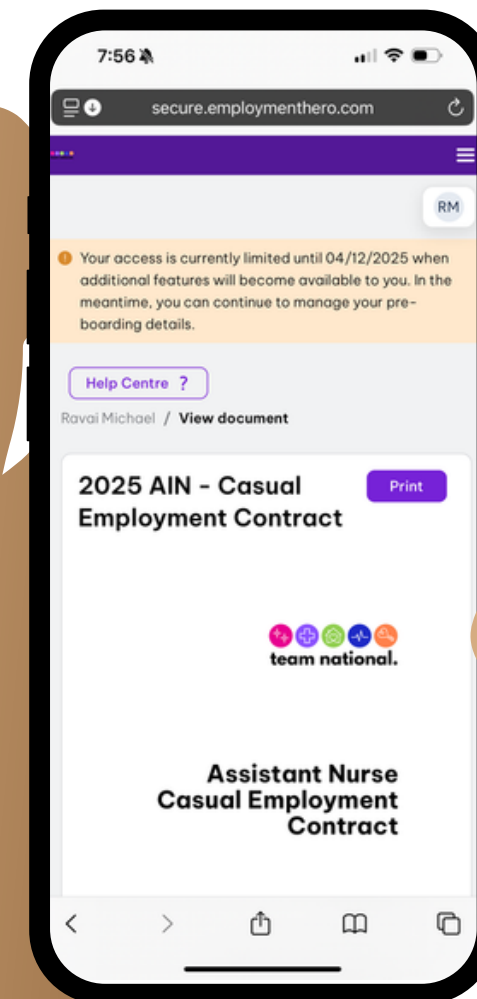 7:56
secure.employmenthero.com
RM
Your access is currently limited until 04/12/2025 when
additional features will become available to you. In the
meantime, you can continue to manage your pre-
boarding details.
Help Centre ?
Ravai Michael / View document
2025 AIN - Casual
Employment Contract
Print
team national.
Assistant Nurse
Casual Employment
Contract